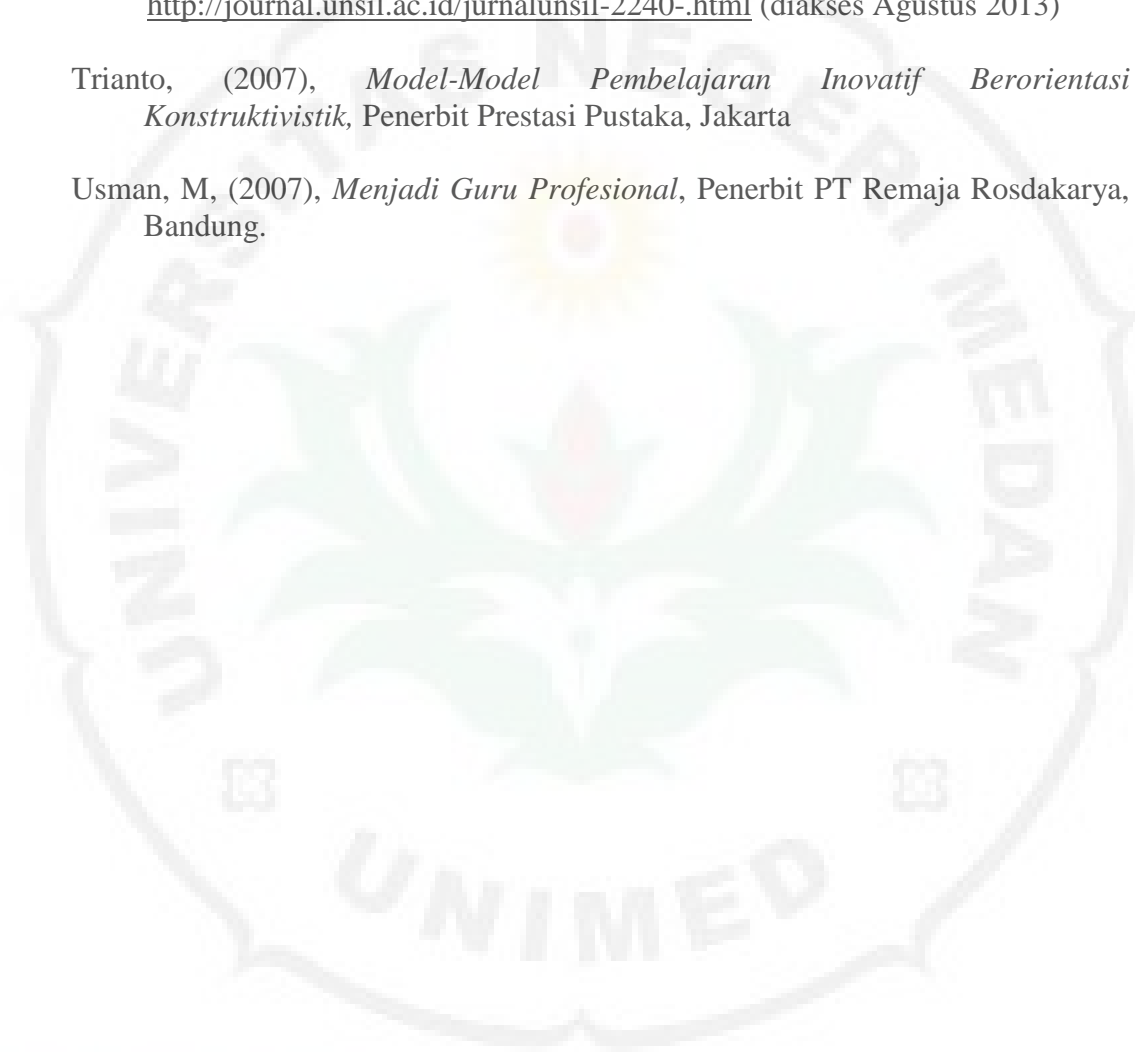 http://journal.unsil.ac.id/jurnalunsil-2240-.html (diakses Agustus 2013)
Trianto, (2007), Model-Model Pembelajaran Inovatif Berorientasi
Konstruktivistik, Penerbit Prestasi Pustaka, Jakarta
Usman, M, (2007), Menjadi Guru Profesional, Penerbit PT Remaja Rosdakarya,
Bandung.
UNIVERSITAS NEGERI MEDAN
UNIMED